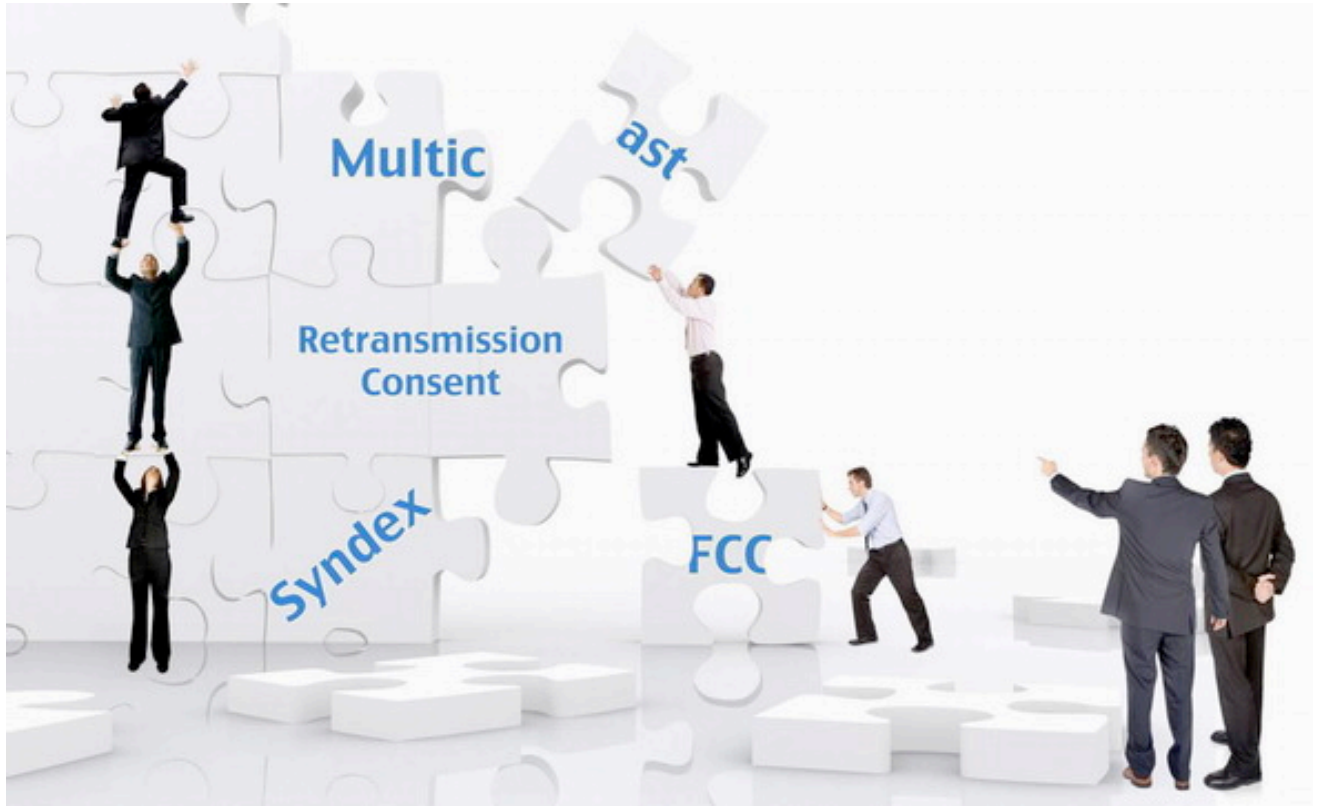 Multic
ast
Retransmission
Consent
Syndex
FCC